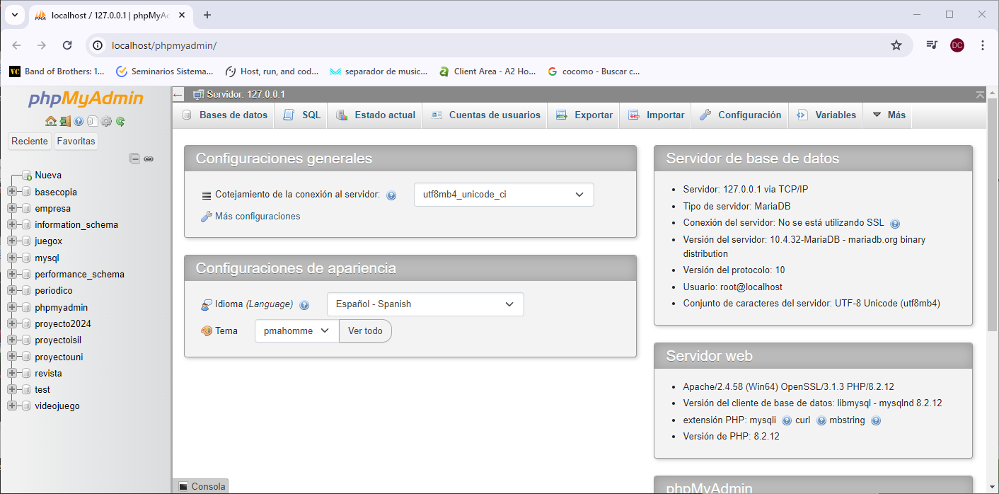 localhost / 127.0.0.1 | phpMyAd
localhost/phpmyadmin/
DC
VC Band of Brothers: 1...
Seminarios Sistema...
Host, run, and cod...
separador de music...
Client Area - A2 Ho...
cocomo - Buscar c...
phpMyAdmin
Reciente
Favoritas
Nueva
basecopia
empresa
information_schema
juegox
mysql
performance_schema
periodico
phpmyadmin
proyecto2024
proyectoisil
proyectouni
revista
test
videojuego
Servidor: 127.0.0.1
Bases de datos
SQL
Estado actual
Cuentas de usuarios
Exportar
Importar
Configuración
Variables
Más
Configuraciones generales
Cotejamiento de la conexión al servidor:
utf8mb4_unicode_ci
Más configuraciones
Configuraciones de apariencia
Idioma (Language)
Español - Spanish
Tema
pmahomme
Ver todo
Servidor de base de datos
Servidor: 127.0.0.1 via TCP/IP
Tipo de servidor: MariaDB
Conexión del servidor: No se está utilizando SSL
Versión del servidor: 10.4.32-MariaDB - mariadb.org binary
distribution
Versión del protocolo: 10
Usuario: root@localhost
Conjunto de caracteres del servidor: UTF-8 Unicode (utf8mb4)
Servidor web
Apache/2.4.58 (Win64) OpenSSL/3.1.3 PHP/8.2.12
Versión del cliente de base de datos: libmysql - mysqlnd 8.2.12
extensión PHP: mysqli curl mbstring
Versión de PHP: 8.2.12
phpMyAdmin
Consola